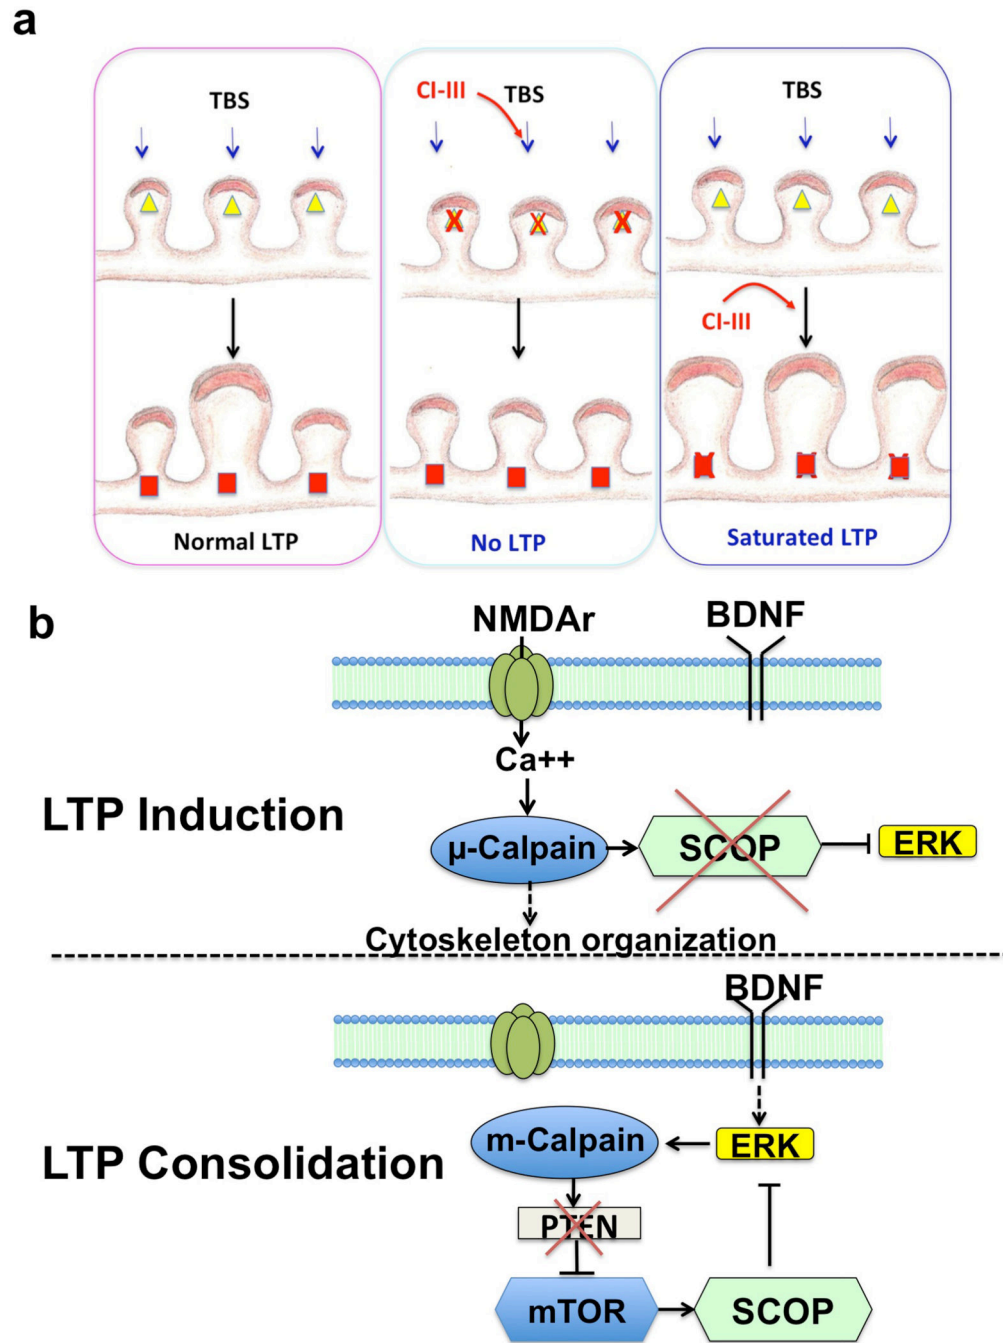 a
TBS
CI-III
TBS
TBS
CI-III
Normal LTP
No LTP
Saturated LTP
b
NMDAr
BDNF
Ca++
LTP Induction
µ-Calpain
SCOP
ERK
Cytoskeleton organization
BDNF
m-Calpain
ERK
LTP Consolidation
PTEN
mTOR
SCOP